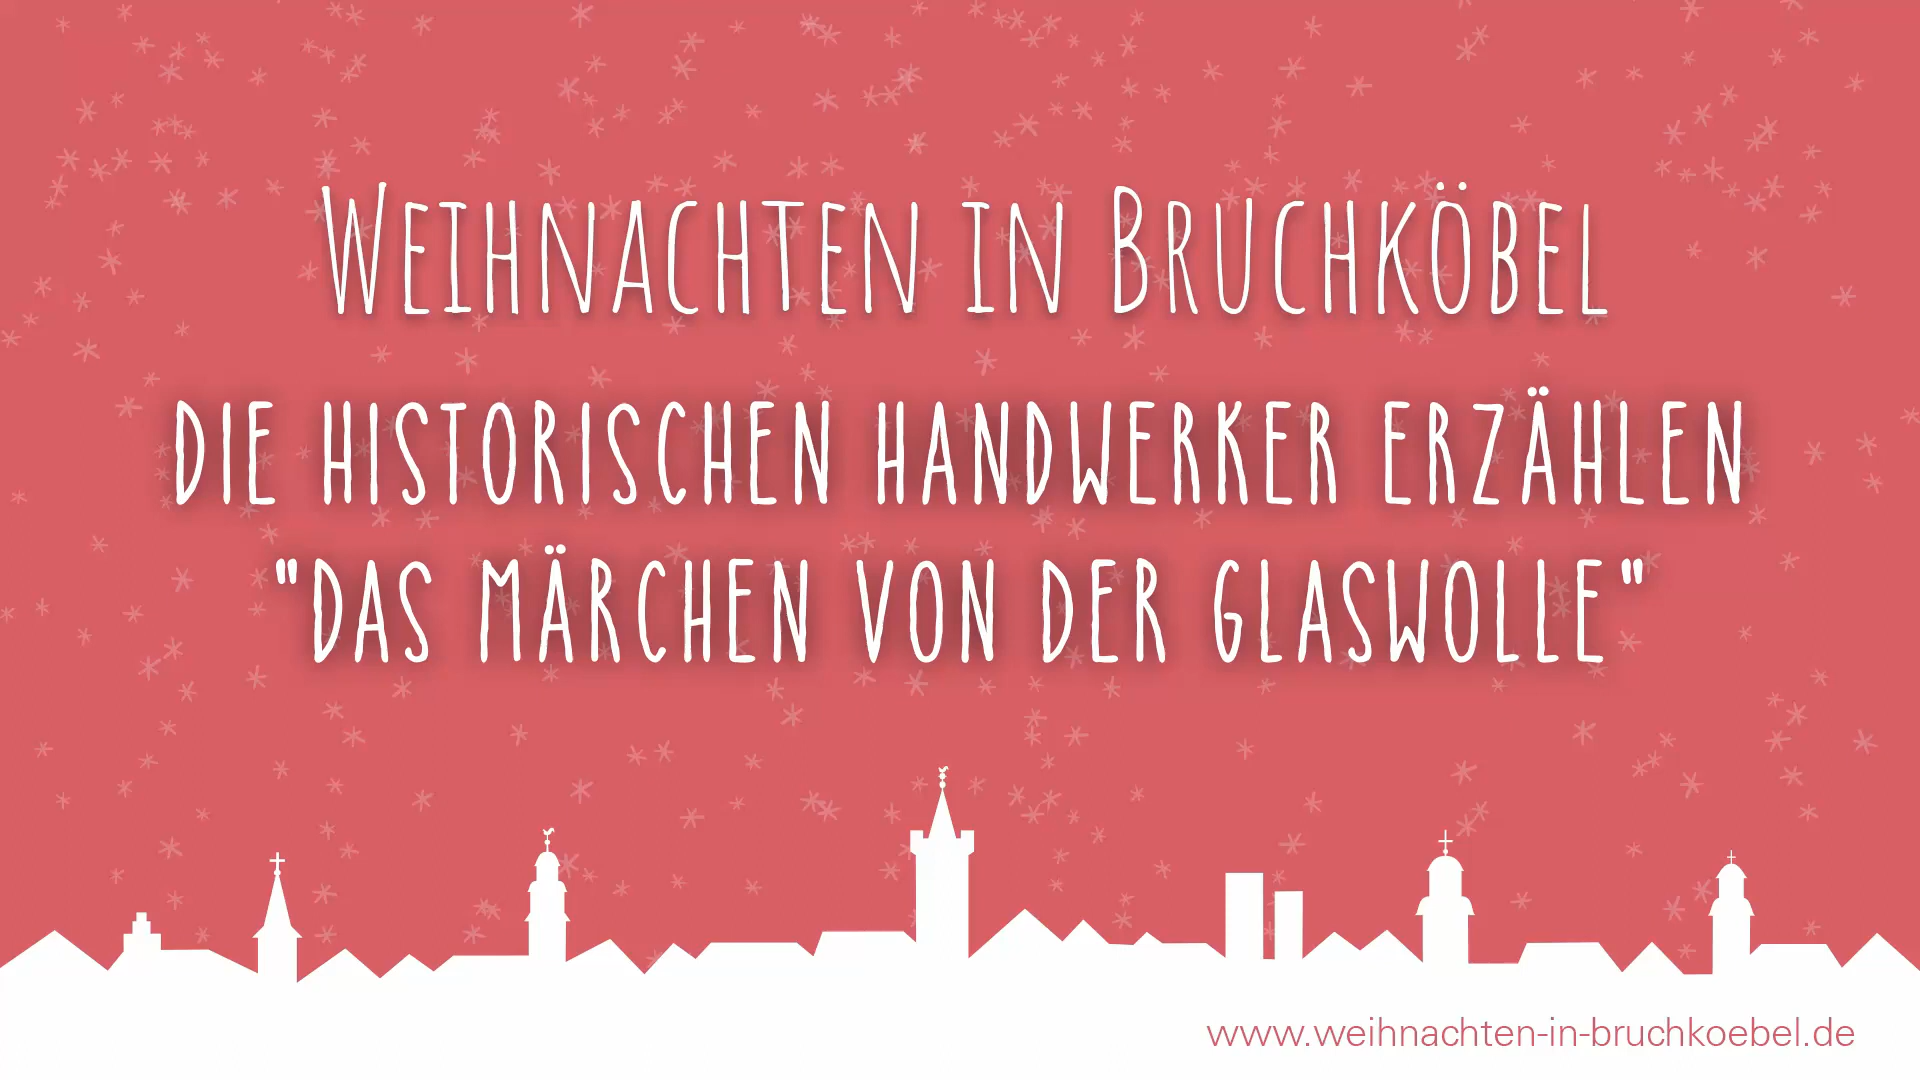 Weihnachten in Bruchköbel
die historischen handwerker erzählen
"das märchen von der glaswolle"
www.weihnachten-in-bruchkoebel.de